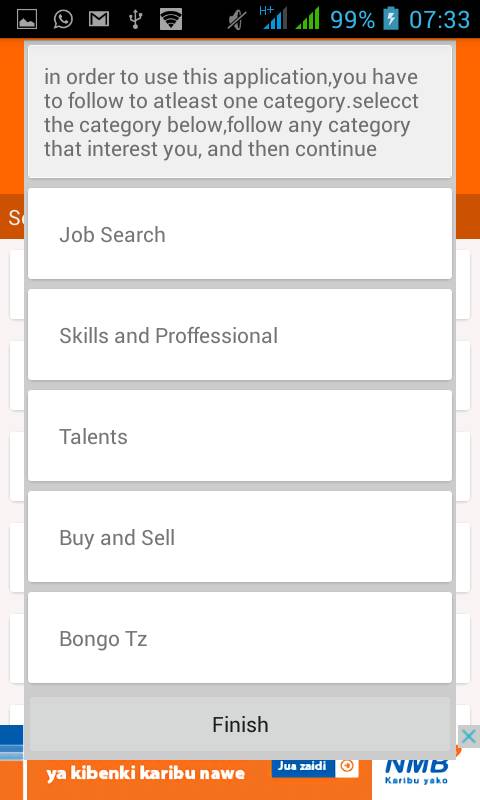 H+ 99% 07:33
in order to use this application,you have
to follow to atleast one category.selecct
the category below,follow any category
that interest you, and then continue
Job Search
Skills and Proffessional
Talents
Buy and Sell
Bongo Tz
Finish
ya kibenki karibu nawe
Jua zaidi
NMB
Karibu yako